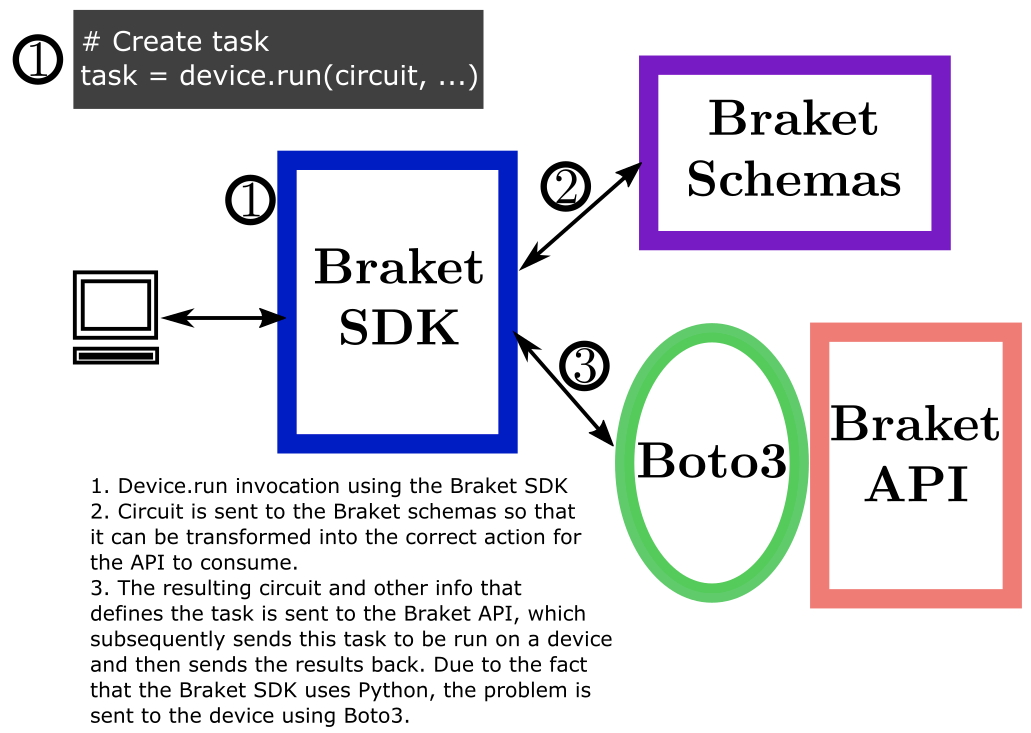 1
# Create task
task = device.run(circuit, ...)
1
Braket
SDK
2
Braket
Schemas
3
Boto3
Braket
API
1. Device.run invocation using the Braket SDK
2. Circuit is sent to the Braket schemas so that
it can be transformed into the correct action for
the API to consume.
3. The resulting circuit and other info that
defines the task is sent to the Braket API, which
subsequently sends this task to be run on a device
and then sends the results back. Due to the fact
that the Braket SDK uses Python, the problem is
sent to the device using Boto3.